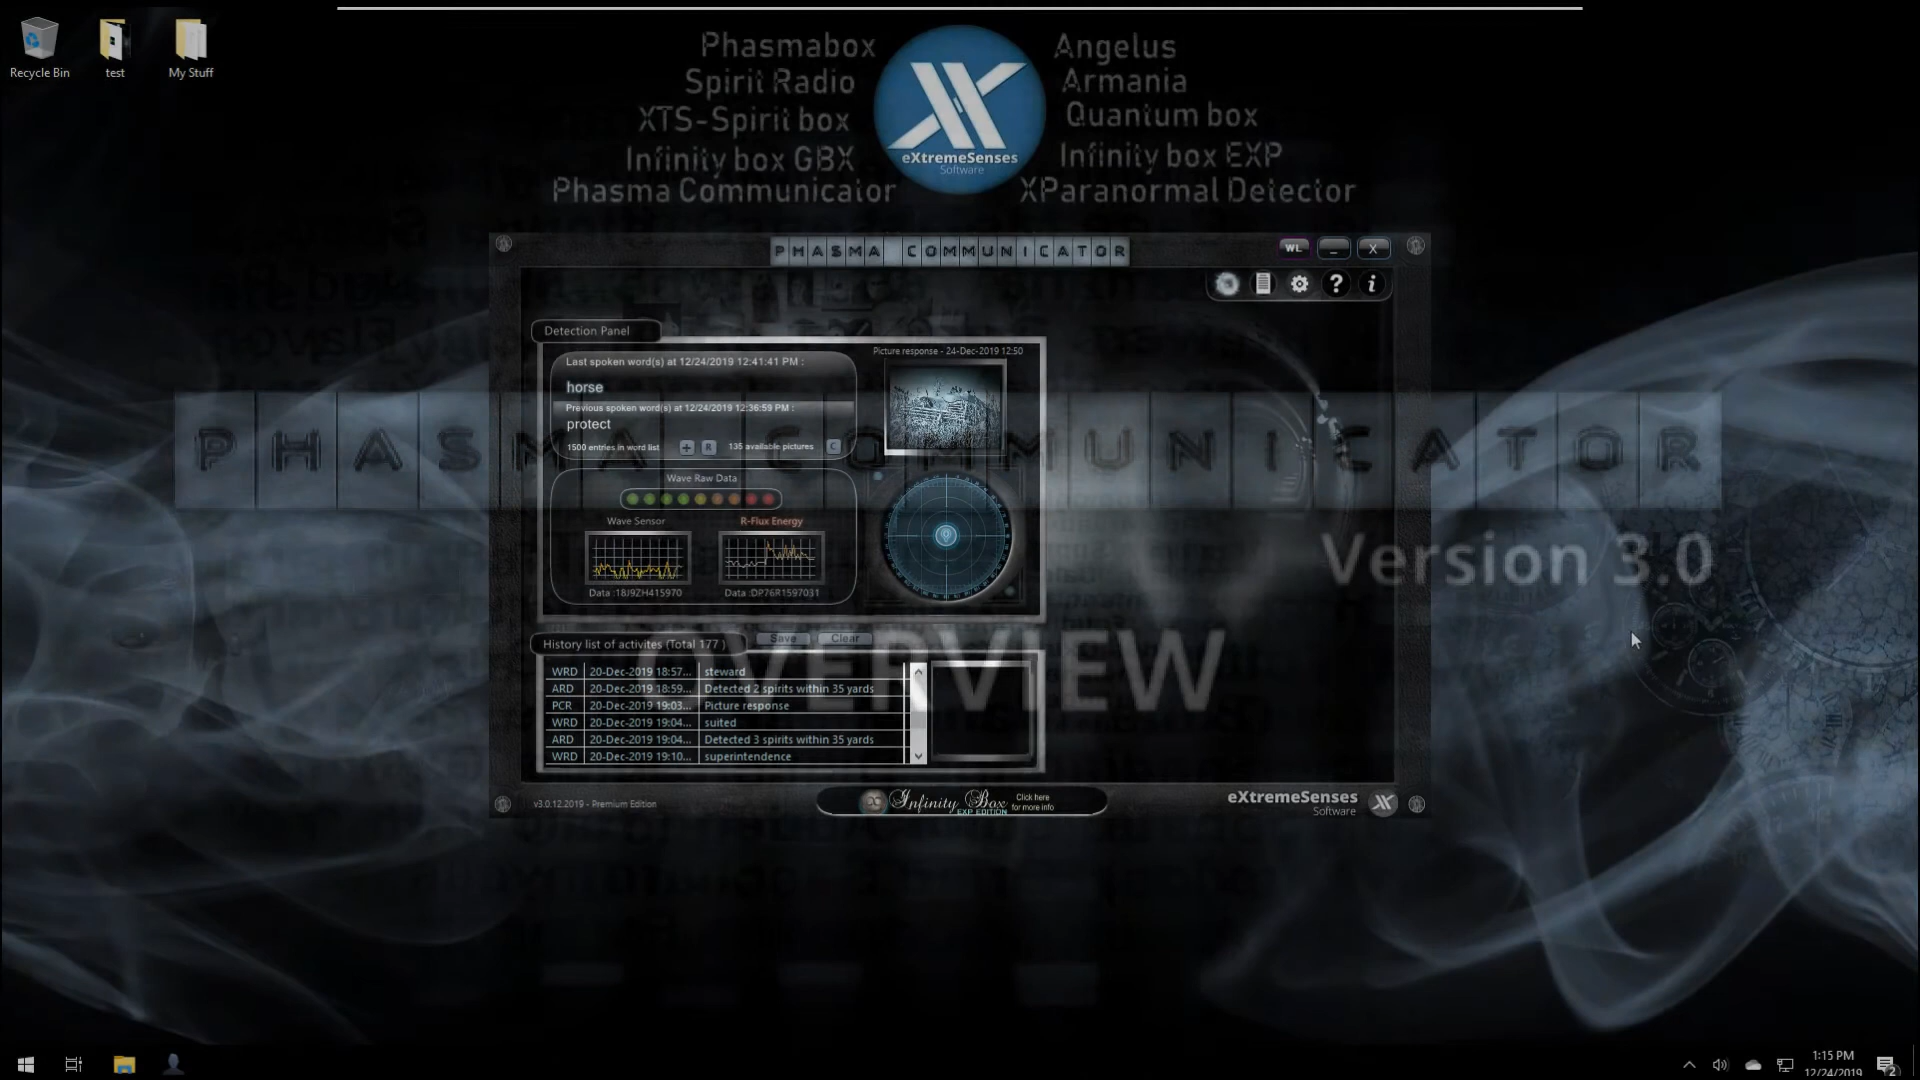 Recycle Bin
test
My Stuff
Phasmabox
Spirit Radio
XTS-Spirit box
Infinity box GBX
Phasma Communicator
eXtremeSenses
Software
Angelus
Armania
Quantum box
Infinity box EXP
XParanormal Detector
PHASMA COMMUNICATOR
WL
_
X
?
i
Detection Panel
Last spoken word(s) at 12/24/2019 12:41:41 PM :
horse
Previous spoken word(s) at 12/24/2019 12:36:59 PM :
protect
1500 entries in word list
+
R
135 available pictures
C
Picture response - 24-Dec-2019 12:50
Wave Raw Data
Wave Sensor
R-Flux Energy
Data :18J9ZH415970
Data :DP76R1597031
PHASMA COMMUNICATOR
Version 3.0
OVERVIEW
History list of activites (Total 177 )
Save
Clear
WRD 20-Dec-2019 18:57... steward
ARD 20-Dec-2019 18:59... Detected 2 spirits within 35 yards
PCR 20-Dec-2019 19:03... Picture response
WRD 20-Dec-2019 19:04... suited
ARD 20-Dec-2019 19:04... Detected 3 spirits within 35 yards
WRD 20-Dec-2019 19:10... superintendence
v3.0.12.2019 - Premium Edition
Infinity Box
EXP EDITION
Click here
for more info
eXtremeSenses
Software
1:15 PM
12/24/2019
2